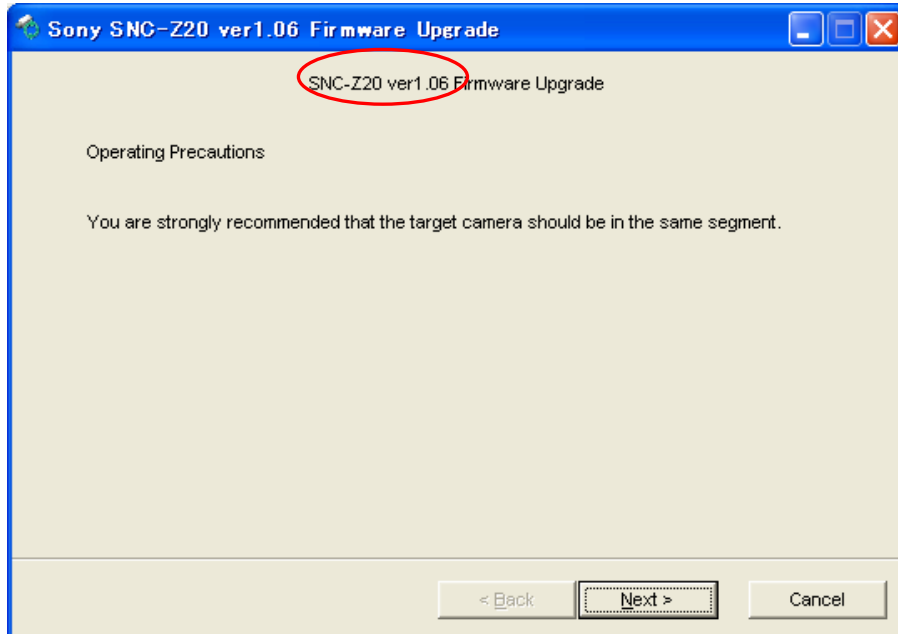 Sony SNC-Z20 ver1.06 Firmware Upgrade
SNC-Z20 ver1.06 Firmware Upgrade
Operating Precautions
You are strongly recommended that the target camera should be in the same segment.
< Back
Next >
Cancel